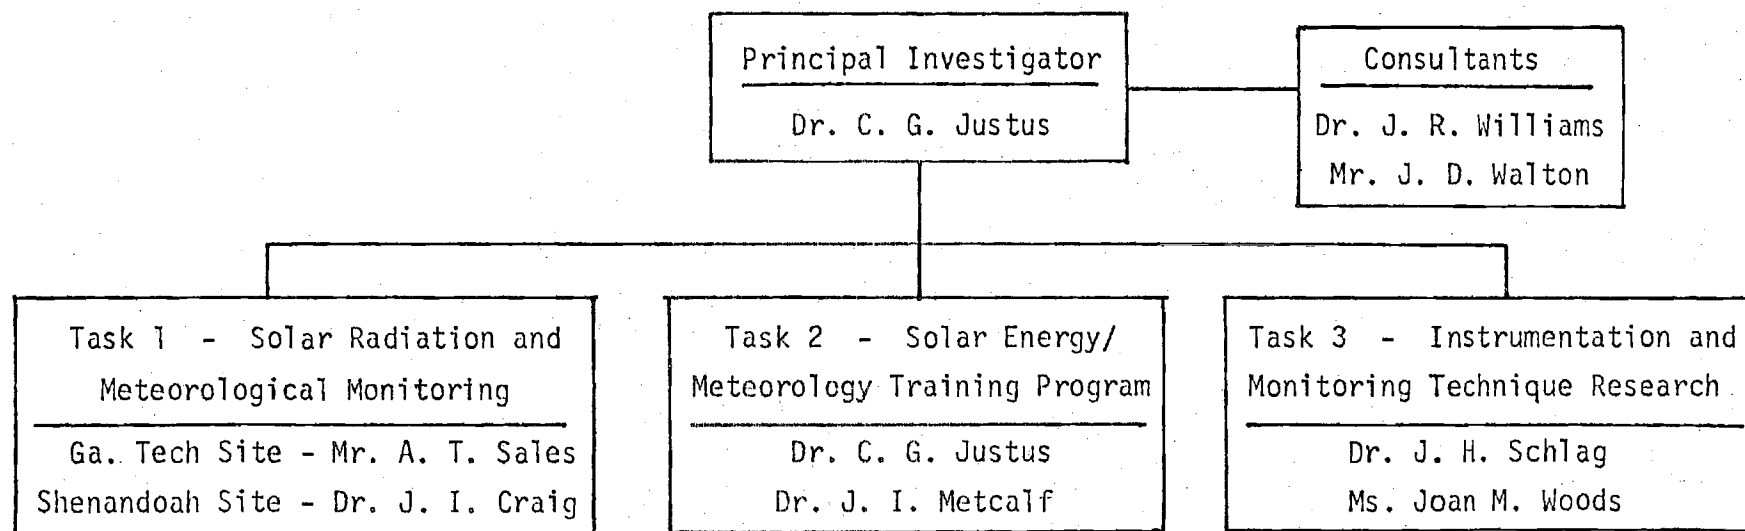 Principal Investigator
Dr. C. G. Justus
Consultants
Dr. J. R. Williams
Mr. J. D. Walton
Task 1 - Solar Radiation and
Meteorological Monitoring
Ga. Tech Site - Mr. A. T. Sales
Shenandoah Site - Dr. J. I. Craig
Task 2 - Solar Energy/
Meteorology Training Program
Dr. C. G. Justus
Dr. J. I. Metcalf
Task 3 - Instrumentation and
Monitoring Technique Research
Dr. J. H. Schlag
Ms. Joan M. Woods